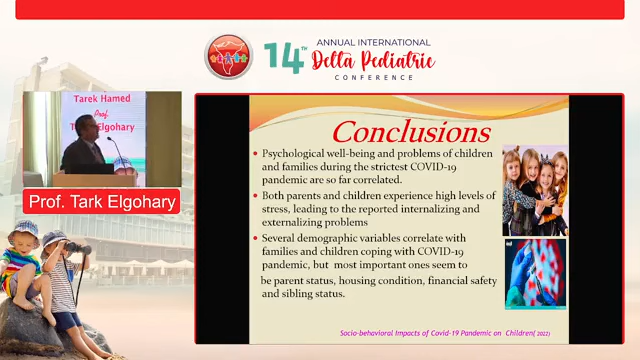 14TH
ANNUAL INTERNATIONAL
Delta Pediatric
CONFERENCE
Tarek Hamed
Prof.
Elgohary
Prof. Tark Elgohary
Conclusions
• Psychological well-being and problems of children
and families during the strictest COVID-19
pandemic are so far correlated.
• Both parents and children experience high levels of
stress, leading to the reported internalizing and
externalizing problems
• Several demographic variables correlate with
families and children coping with COVID-19
pandemic, but most important ones seem to
be parent status, housing condition, financial safety
and sibling status.
Socio-behavioral Impacts of Covid-19 Pandemic on Children( 2022)